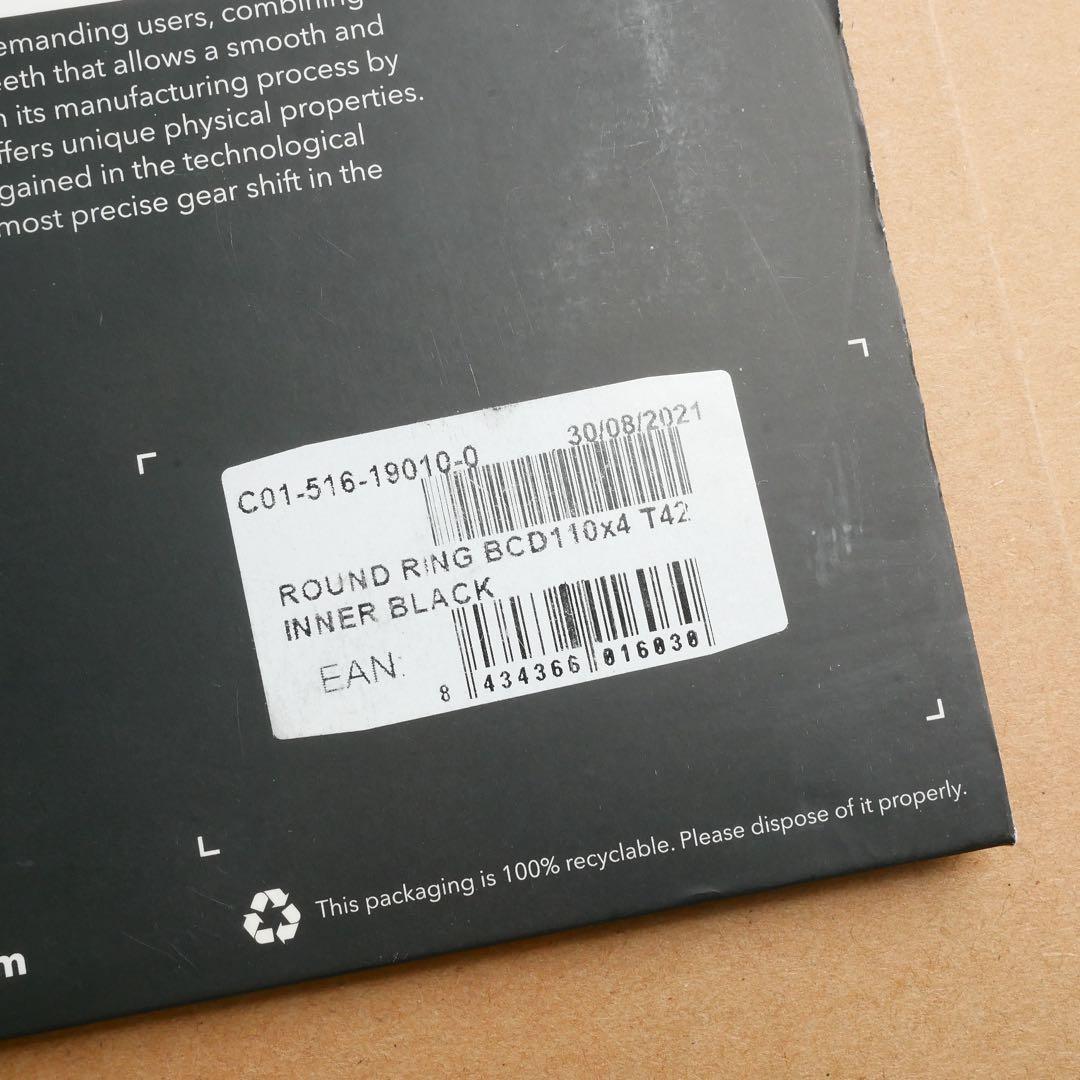 emanding users, combining
eeth that allows a smooth and
n its manufacturing process by
ffers unique physical properties.
gained in the technological
most precise gear shift in the
C01-516-19010-0
30/08/2021
ROUND RING BCD110x4 T42
INNER BLACK
EAN:
8 434366 016030
This packaging is 100% recyclable. Please dispose of it properly.
m